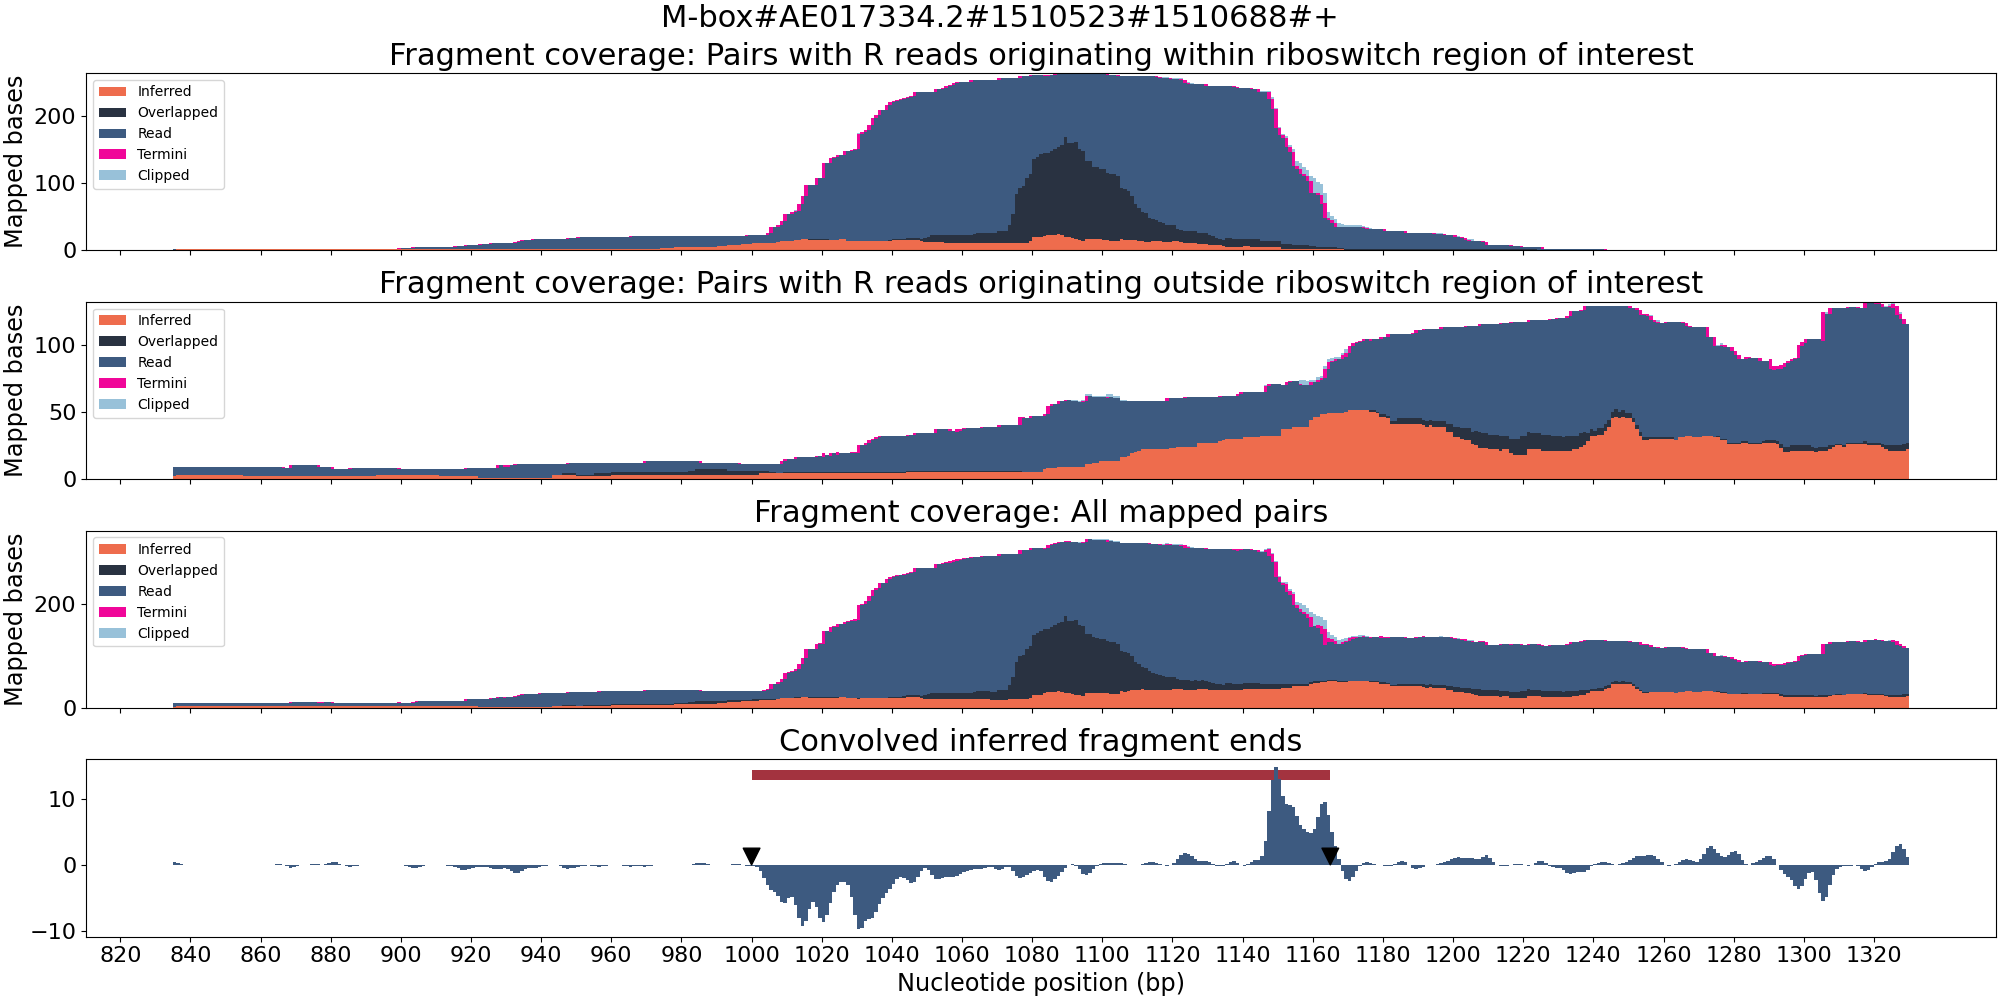 M-box#AE017334.2#1510523#1510688#+
Fragment coverage: Pairs with R reads originating within riboswitch region of interest
Mapped bases
200
100
0
Inferred
Overlapped
Read
Termini
Clipped
Fragment coverage: Pairs with R reads originating outside riboswitch region of interest
Mapped bases
100
50
0
Inferred
Overlapped
Read
Termini
Clipped
Fragment coverage: All mapped pairs
Mapped bases
200
0
Inferred
Overlapped
Read
Termini
Clipped
Convolved inferred fragment ends
10
0
−10
820 840 860 880 900 920 940 960 980 1000 1020 1040 1060 1080 1100 1120 1140 1160 1180 1200 1220 1240 1260 1280 1300 1320
Nucleotide position (bp)